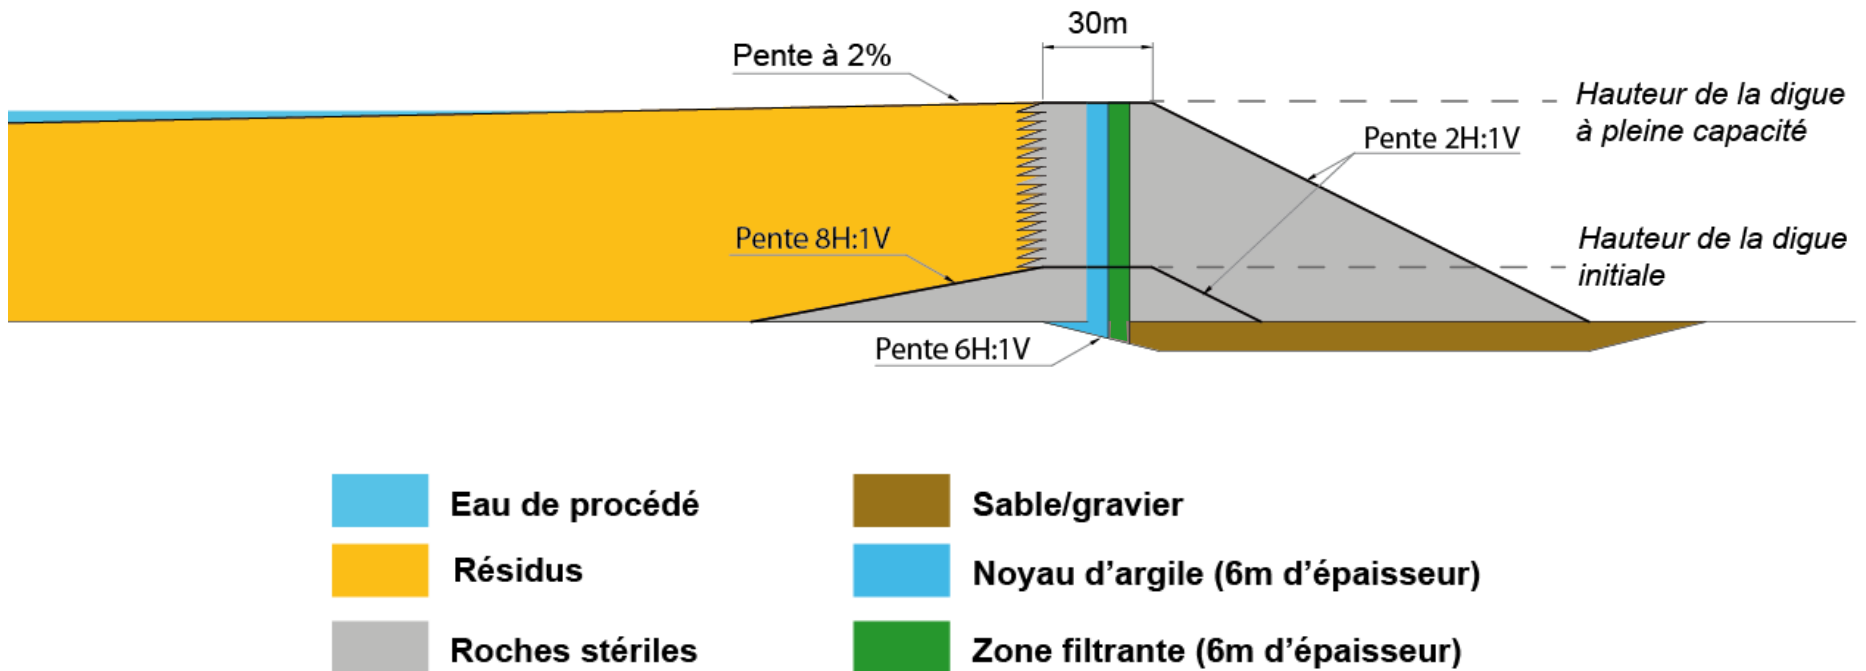 30m
Pente à 2%
Hauteur de la digue
à pleine capacité
Pente 2H:1V
Pente 8H:1V
Hauteur de la digue
initiale
Pente 6H:1V
Eau de procédé
Sable/gravier
Résidus
Noyau d’argile (6m d’épaisseur)
Roches stériles
Zone filtrante (6m d’épaisseur)